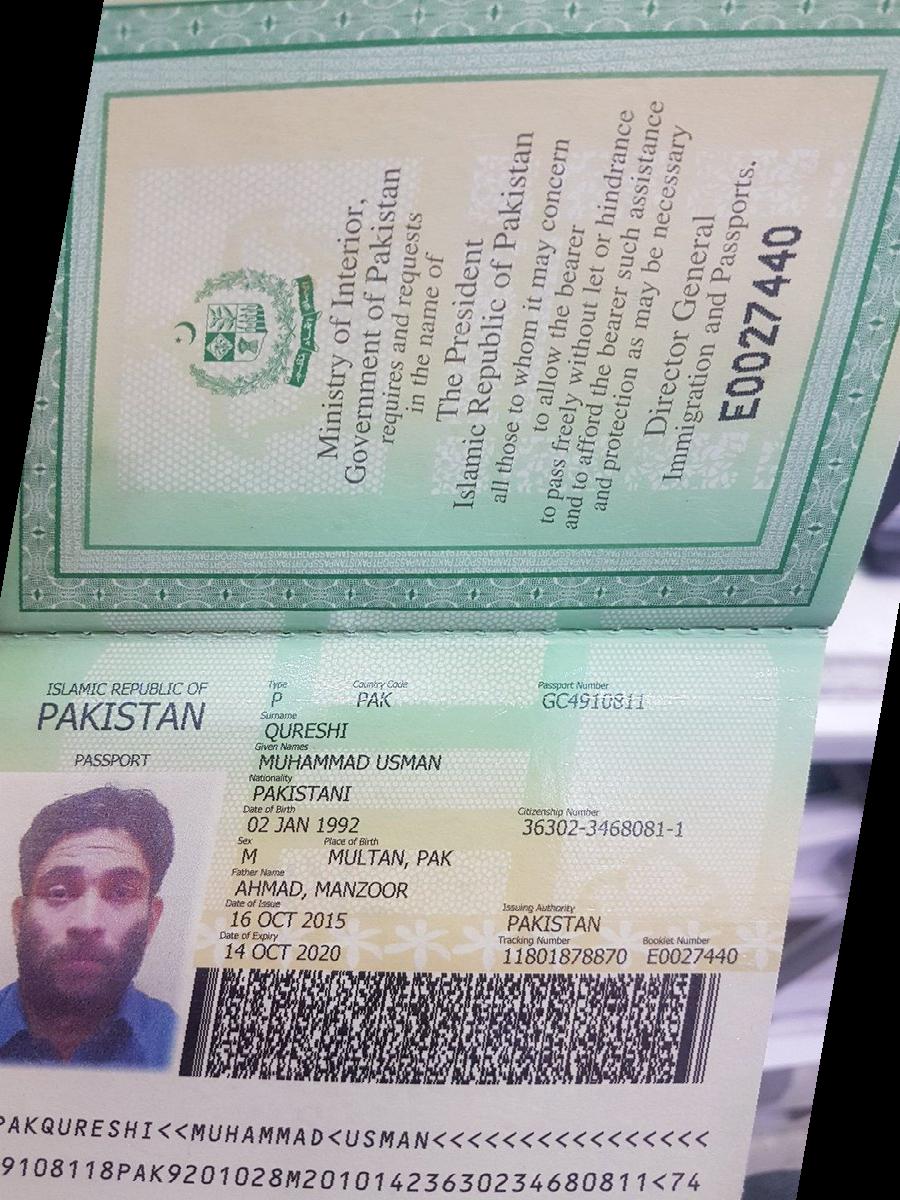 Ministry of Interior,
Government of Pakistan
requires and requests
in the name of
The President
Islamic Republic of Pakistan
all those to whom it may concern
to allow the bearer
to pass freely without let or hindrance
and to afford the bearer such assistance
and protection as may be necessary
Director General
Immigration and Passports.
E0027440
ISLAMIC REPUBLIC OF
PAKISTAN
PASSPORT
Type Country Code Passport Number
P PAK GC4910811
Surname
QURESHI
Given Names
MUHAMMAD USMAN
Nationality
PAKISTANI
Date of Birth Citizenship Number
02 JAN 1992 36302-3468081-1
Sex Place of Birth
M MULTAN, PAK
Father Name
AHMAD, MANZOOR
Date of Issue Issuing Authority
16 OCT 2015 PAKISTAN
Date of Expiry Tracking Number Booklet Number
14 OCT 2020 11801878870 E0027440
PAKQURESHI<<MUHAMMAD<USMAN<<<<<<<<<<<<<<<<<
9108118PAK9201028M20101423630234680811<74